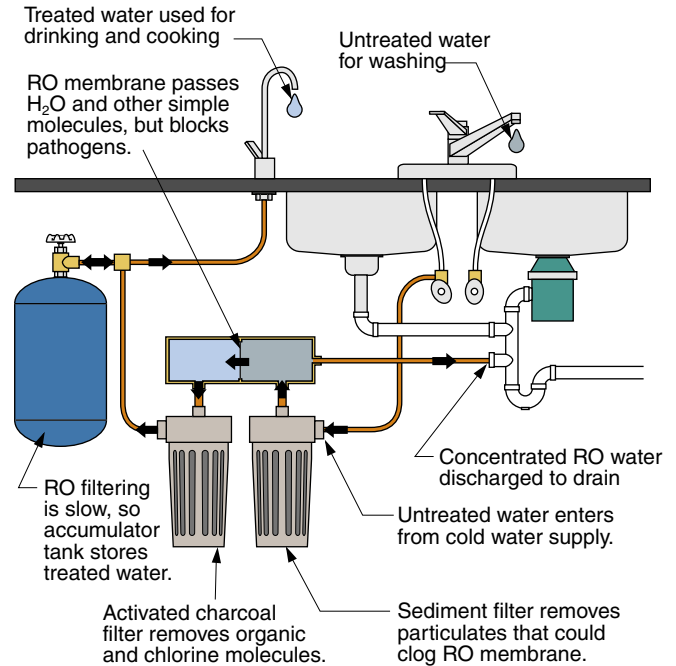 Treated water used for
drinking and cooking
Untreated water
for washing
RO membrane passes
H₂O and other simple
molecules, but blocks
pathogens.
Concentrated RO water
discharged to drain
RO filtering
is slow, so
accumulator
tank stores
treated water.
Untreated water enters
from cold water supply.
Activated charcoal
filter removes organic
and chlorine molecules.
Sediment filter removes
particulates that could
clog RO membrane.